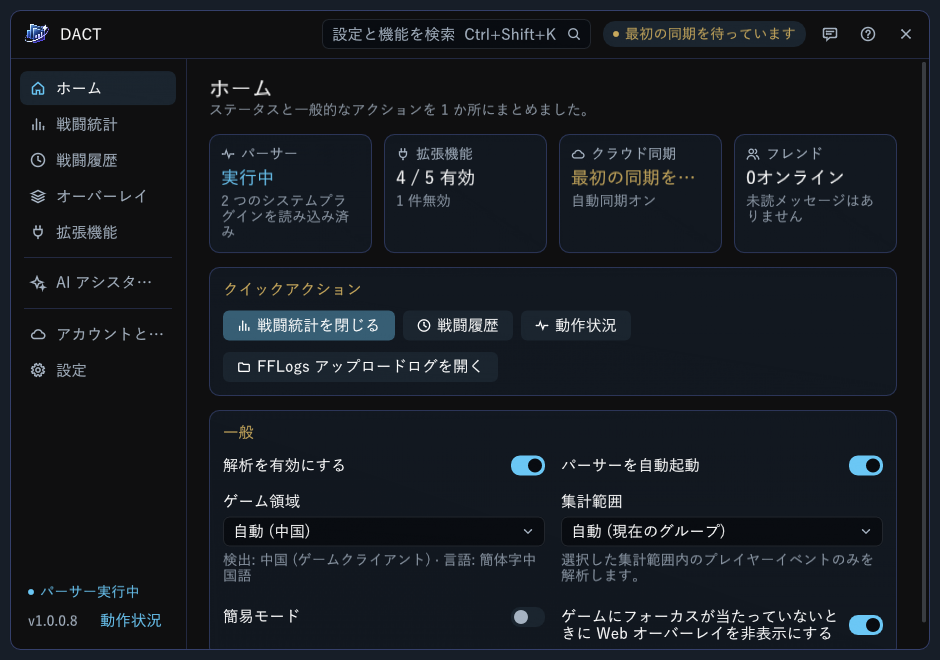 DACT
設定と機能を検索 Ctrl+Shift+K
最初の同期を待っています
ホーム
戦闘統計
戦闘履歴
オーバーレイ
拡張機能
AI アシスタ…
アカウントと…
設定
パーサー実行中
v1.0.0.8 動作状況
ホーム
ステータスと一般的なアクションを 1 か所にまとめました。
パーサー
実行中
2 つのシステムプラ
グインを読み込み済
み
拡張機能
4 / 5 有効
1 件無効
クラウド同期
最初の同期を…
自動同期オン
フレンド
0オンライン
未読メッセージはあ
りません
クイックアクション
戦闘統計を閉じる
戦闘履歴
動作状況
FFLogs アップロードログを開く
一般
解析を有効にする
パーサーを自動起動
ゲーム領域
集計範囲
自動 (中国)
自動 (現在のグループ)
検出: 中国 (ゲームクライアント) · 言語: 簡体字中
国語
選択した集計範囲内のプレイヤーイベントのみを
解析します。
簡易モード
ゲームにフォーカスが当たっていないと
きに Web オーバーレイを非表示にする